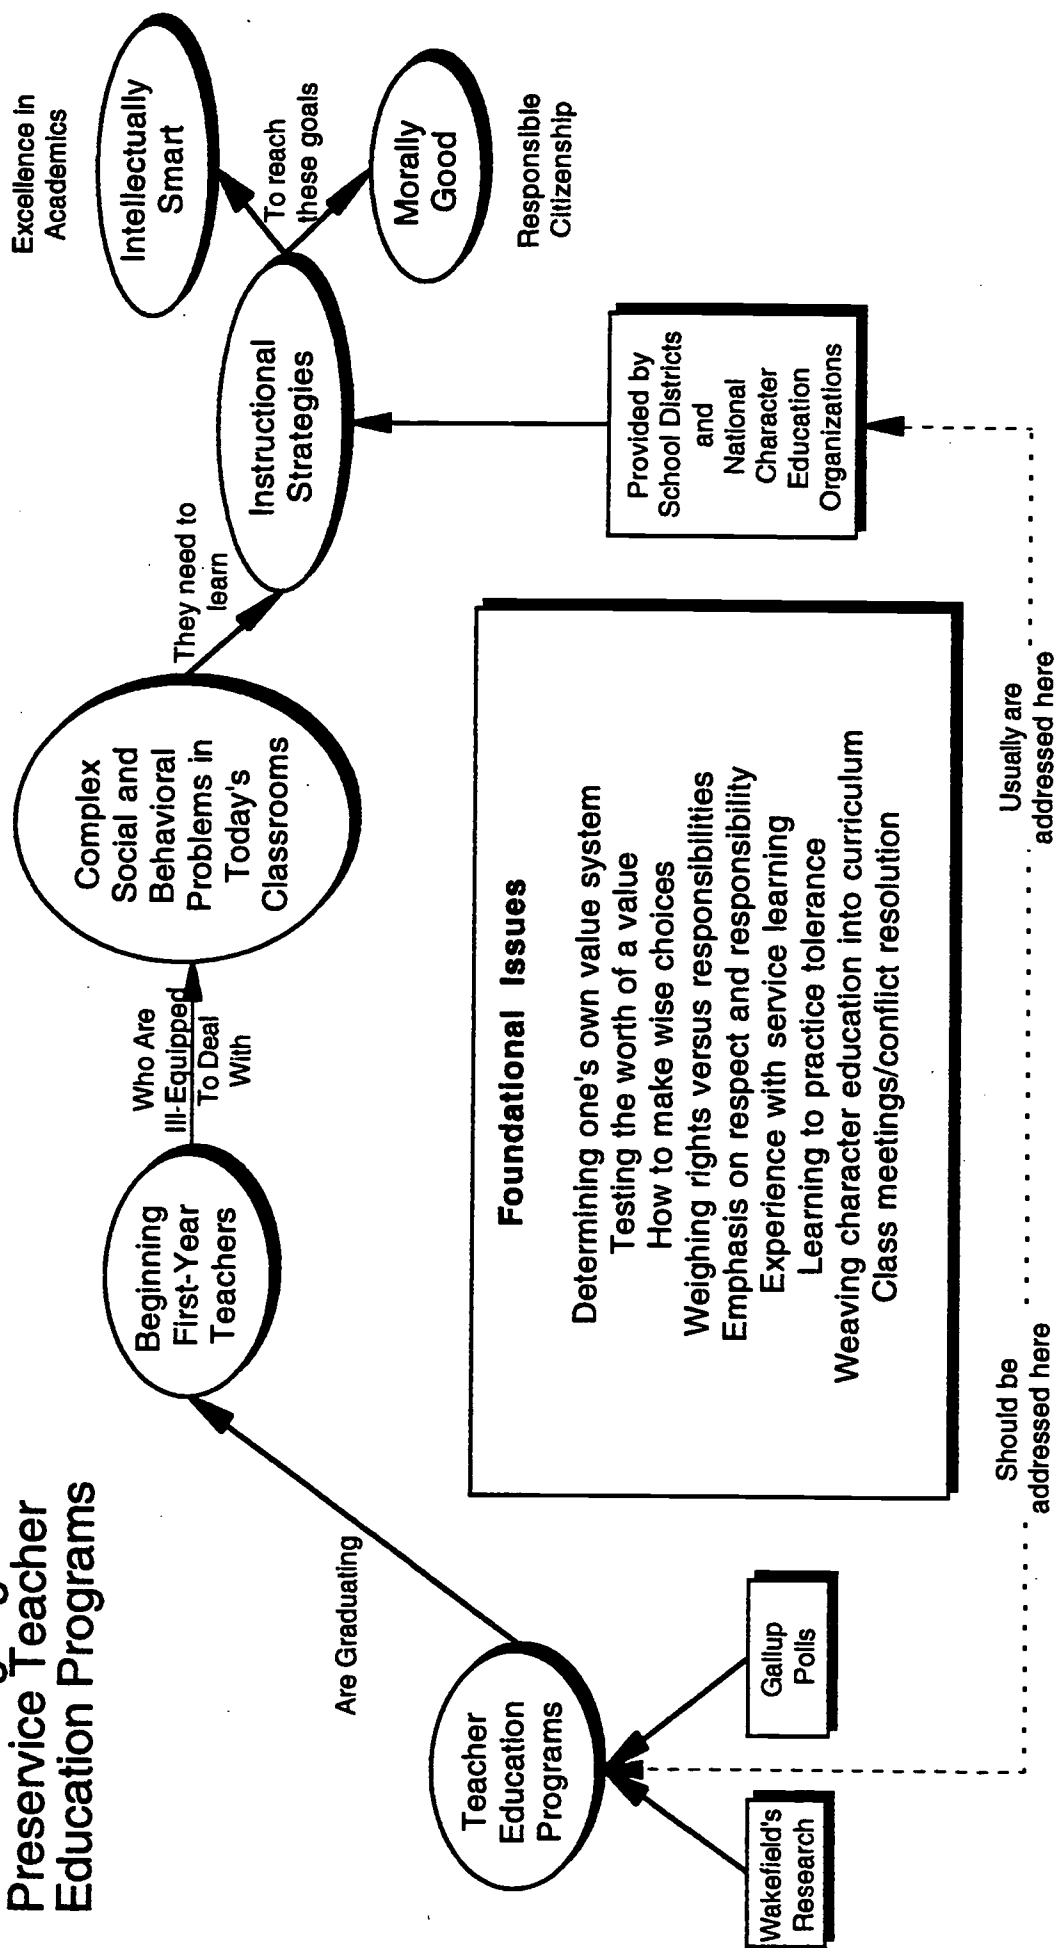 Preservice Teacher
Education Programs
Teacher
Education
Programs
Wakefield's
Research
Gallup
Polls
Are Graduating
Beginning
First-Year
Teachers
Who Are
Ill-Equipped
To Deal
With
Complex
Social and
Behavioral
Problems in
Today's
Classrooms
They need to
learn
Instructional
Strategies
To reach
these goals
Excellence in
Academics
Intellectually
Smart
Morally
Good
Responsible
Citizenship
Provided by
School Districts
and
National
Character
Education
Organizations
Foundational Issues
Determining one's own value system
Testing the worth of a value
How to make wise choices
Weighing rights versus responsibilities
Emphasis on respect and responsibility
Experience with service learning
Learning to practice tolerance
Weaving character education into curriculum
Class meetings/conflict resolution
Should be
addressed here
Usually are
addressed here